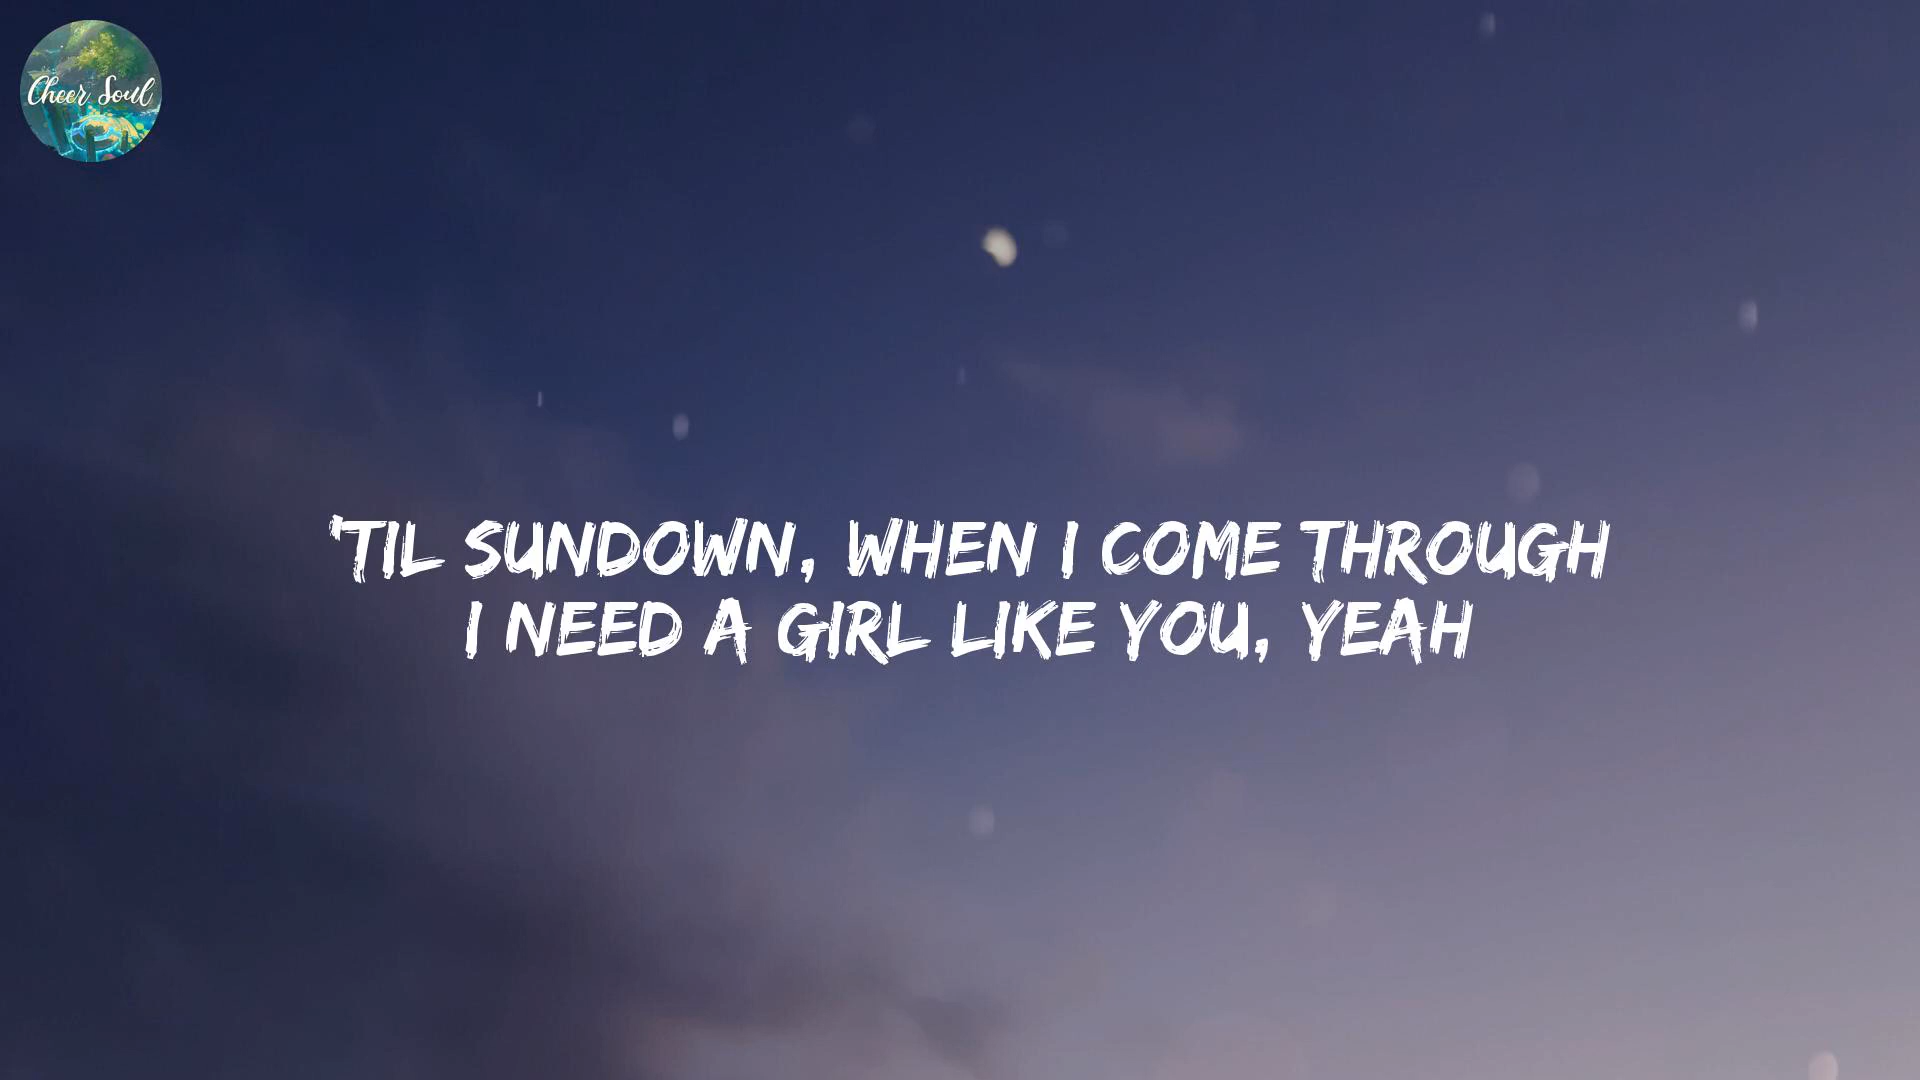 Cheer Soul
'TIL SUNDOWN, WHEN I COME THROUGH
I NEED A GIRL LIKE YOU, YEAH